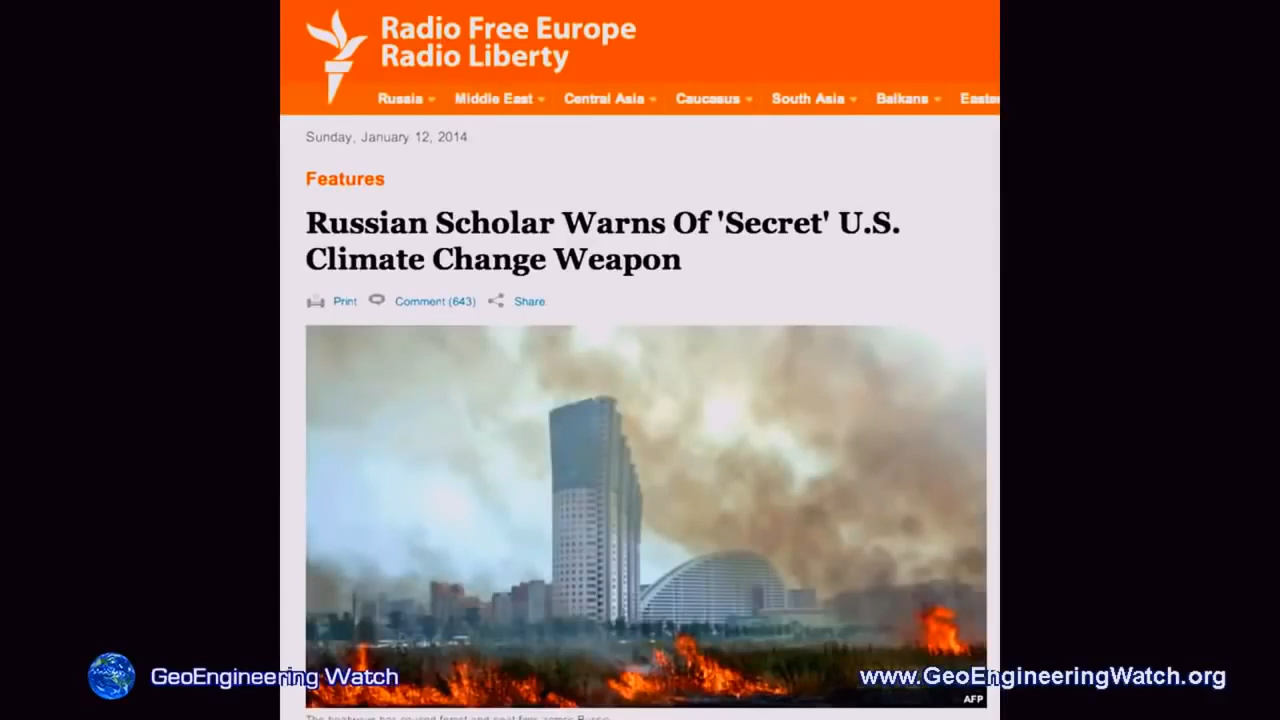 Radio Free Europe
Radio Liberty
Russia Middle East Central Asia Caucasus South Asia Balkans Easter
Sunday, January 12, 2014
Features
Russian Scholar Warns Of 'Secret' U.S.
Climate Change Weapon
Print Comment (643) Share
AFP
GeoEngineering Watch
www.GeoEngineeringWatch.org